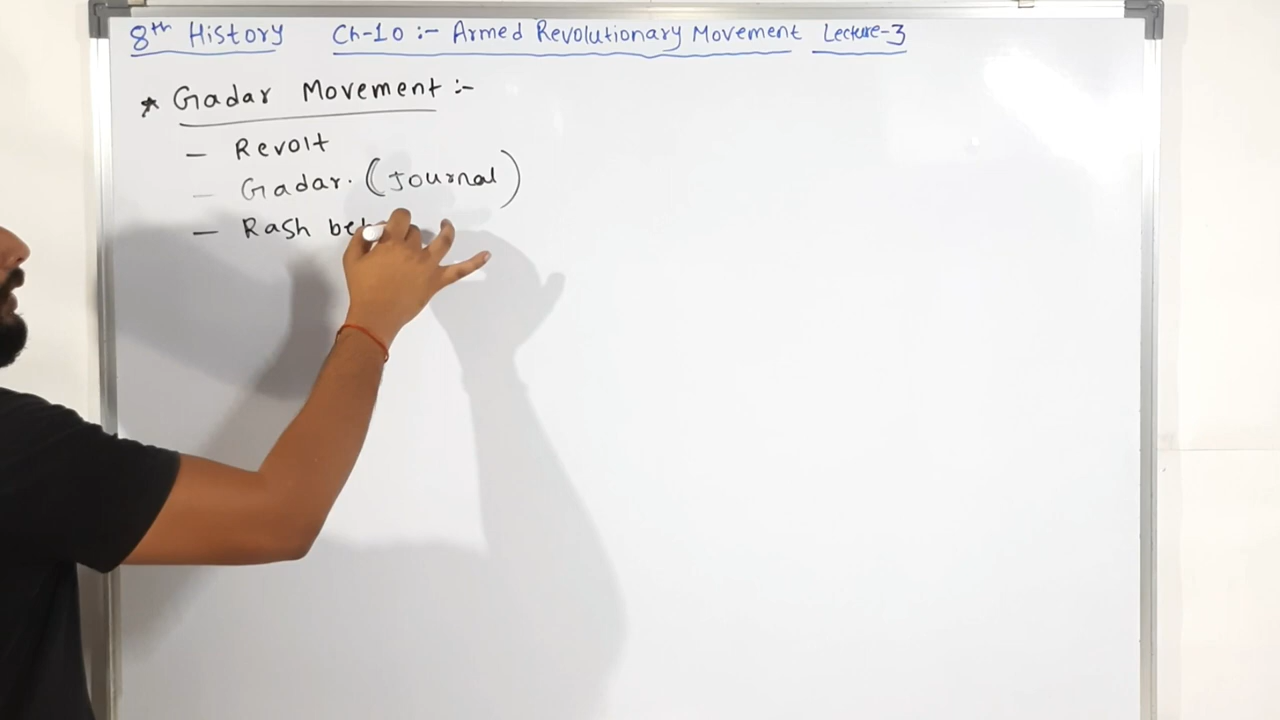 8th History Ch-10 :- Armed Revolutionary Movement Lecture-3
* Gadar Movement :-
- Revolt
- Gadar. (Journal)
- Rash